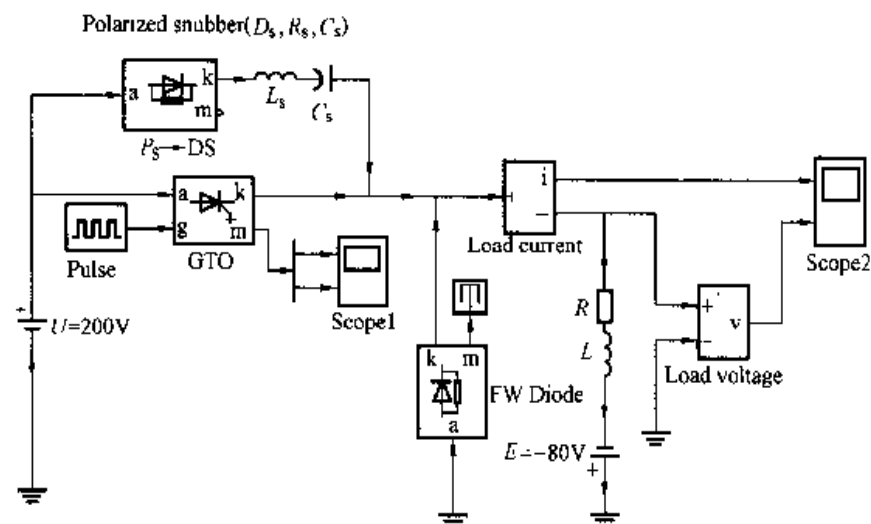 Polarized snubber(Ds, Rs, Cs)
a
k
m
Ls
Cs
Rs DS
a
k
g
m
GTO
Pulse
Scope1
U=200V
+
i
−
Load current
Scope2
+
−
v
Load voltage
R
L
k m
a
FW Diode
E=−80V
+